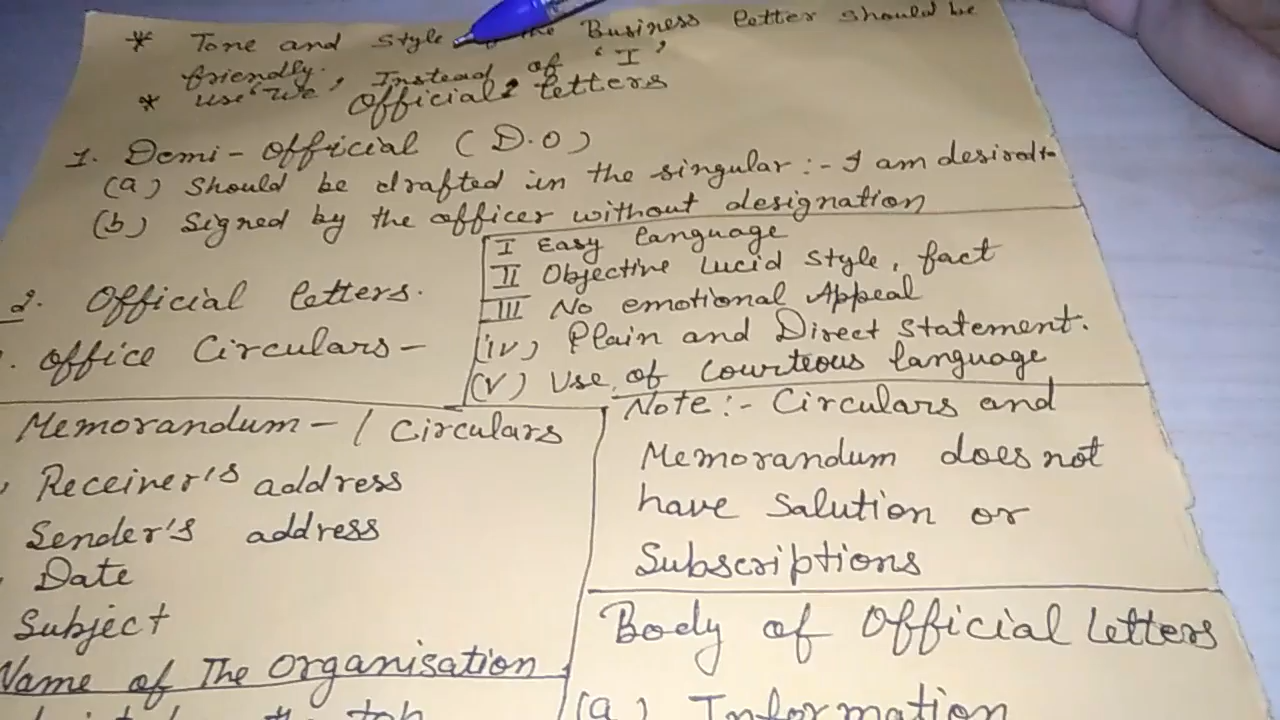 * Tone and style the Business letter should be
friendly.
* use 'We', Instead of 'I'
Official letters
1. Demi-official (D.O)
(a) Should be drafted in the singular :- I am desired
(b) Signed by the officer without designation
2. Official letters.
I Easy language
II Objective Lucid style, fact
III No emotional Appeal
(iv) Plain and Direct statement.
(V) Use of Courteous language
. office Circulars-
Memorandum - / Circulars
Receiver's address
Sender's address
Date
Subject
Name of The Organisation
the top
Note:- Circulars and
Memorandum does not
have Salution or
Subscriptions
Body of Official Letters
(a) Information